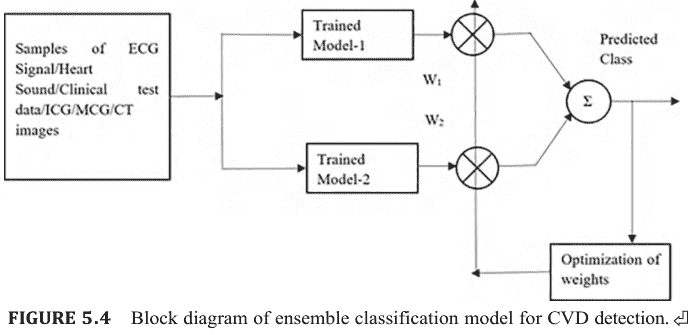 Samples of ECG
Signal/Heart
Sound/Clinical test
data/ICG/MCG/CT
images
Trained
Model-1
Trained
Model-2
W₁
W₂
Σ
Predicted
Class
Optimization of
weights
FIGURE 5.4 Block diagram of ensemble classification model for CVD detection. ⏎